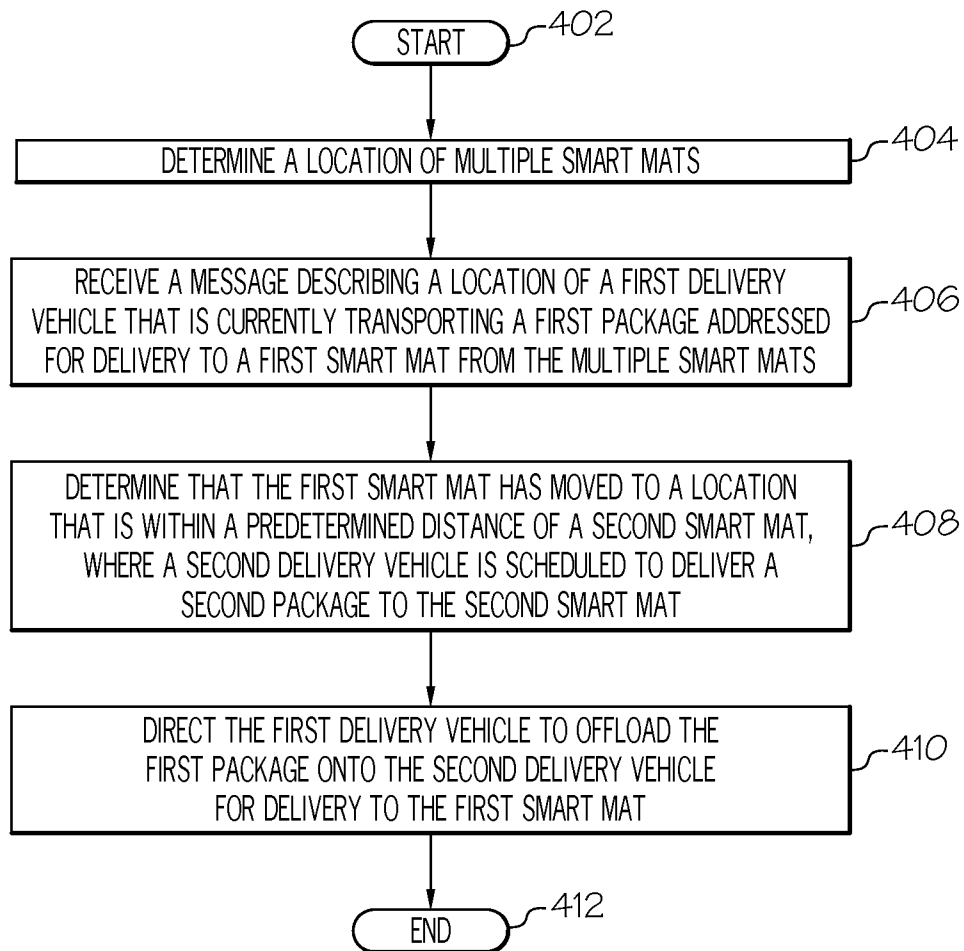 START
402
DETERMINE A LOCATION OF MULTIPLE SMART MATS
404
RECEIVE A MESSAGE DESCRIBING A LOCATION OF A FIRST DELIVERY
VEHICLE THAT IS CURRENTLY TRANSPORTING A FIRST PACKAGE ADDRESSED
FOR DELIVERY TO A FIRST SMART MAT FROM THE MULTIPLE SMART MATS
406
DETERMINE THAT THE FIRST SMART MAT HAS MOVED TO A LOCATION
THAT IS WITHIN A PREDETERMINED DISTANCE OF A SECOND SMART MAT,
WHERE A SECOND DELIVERY VEHICLE IS SCHEDULED TO DELIVER A
SECOND PACKAGE TO THE SECOND SMART MAT
408
DIRECT THE FIRST DELIVERY VEHICLE TO OFFLOAD THE
FIRST PACKAGE ONTO THE SECOND DELIVERY VEHICLE
FOR DELIVERY TO THE FIRST SMART MAT
410
END
412